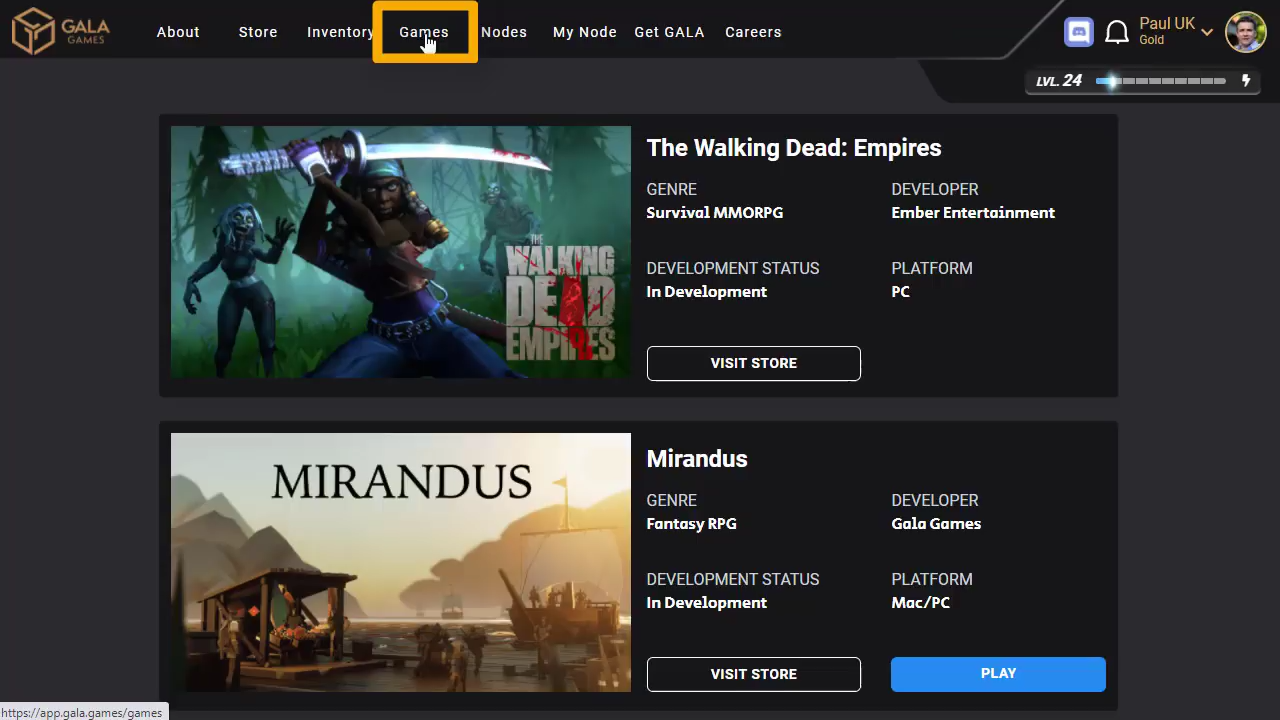 GALA
GAMES
About
Store
Inventory
Games
Nodes
My Node
Get GALA
Careers
Paul UK
Gold
LVL. 24
THE
WALKING
DEAD
EMPIRES
The Walking Dead: Empires
GENRE
DEVELOPER
Survival MMORPG
Ember Entertainment
DEVELOPMENT STATUS
PLATFORM
In Development
PC
VISIT STORE
MIRANDUS
Mirandus
GENRE
DEVELOPER
Fantasy RPG
Gala Games
DEVELOPMENT STATUS
PLATFORM
In Development
Mac/PC
VISIT STORE
PLAY
https://app.gala.games/games